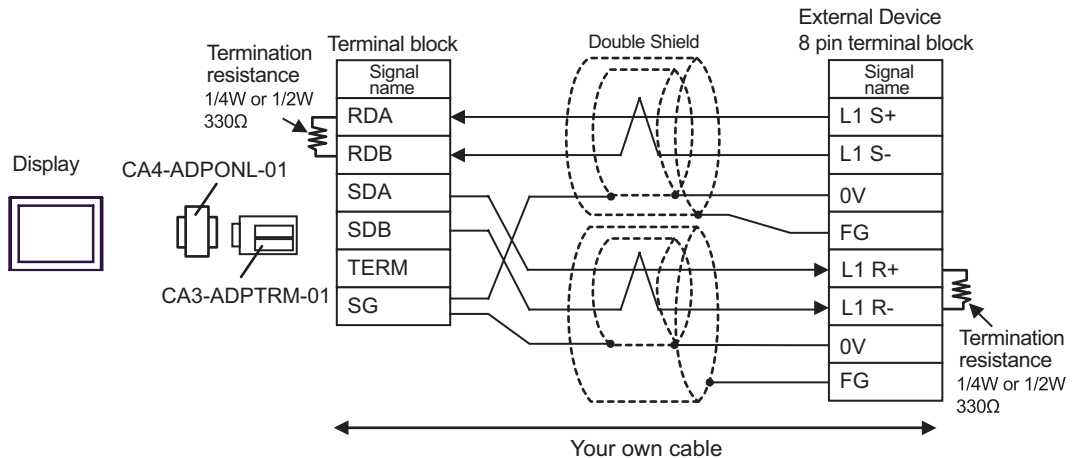 External Device
8 pin terminal block
Double Shield
Terminal block
Termination
resistance
1/4W or 1/2W
330Ω
Signal
name
RDA
RDB
SDA
SDB
TERM
SG
Display
CA4-ADPONL-01
CA3-ADPTRM-01
Signal
name
L1 S+
L1 S-
0V
FG
L1 R+
L1 R-
0V
FG
Termination
resistance
1/4W or 1/2W
330Ω
Your own cable